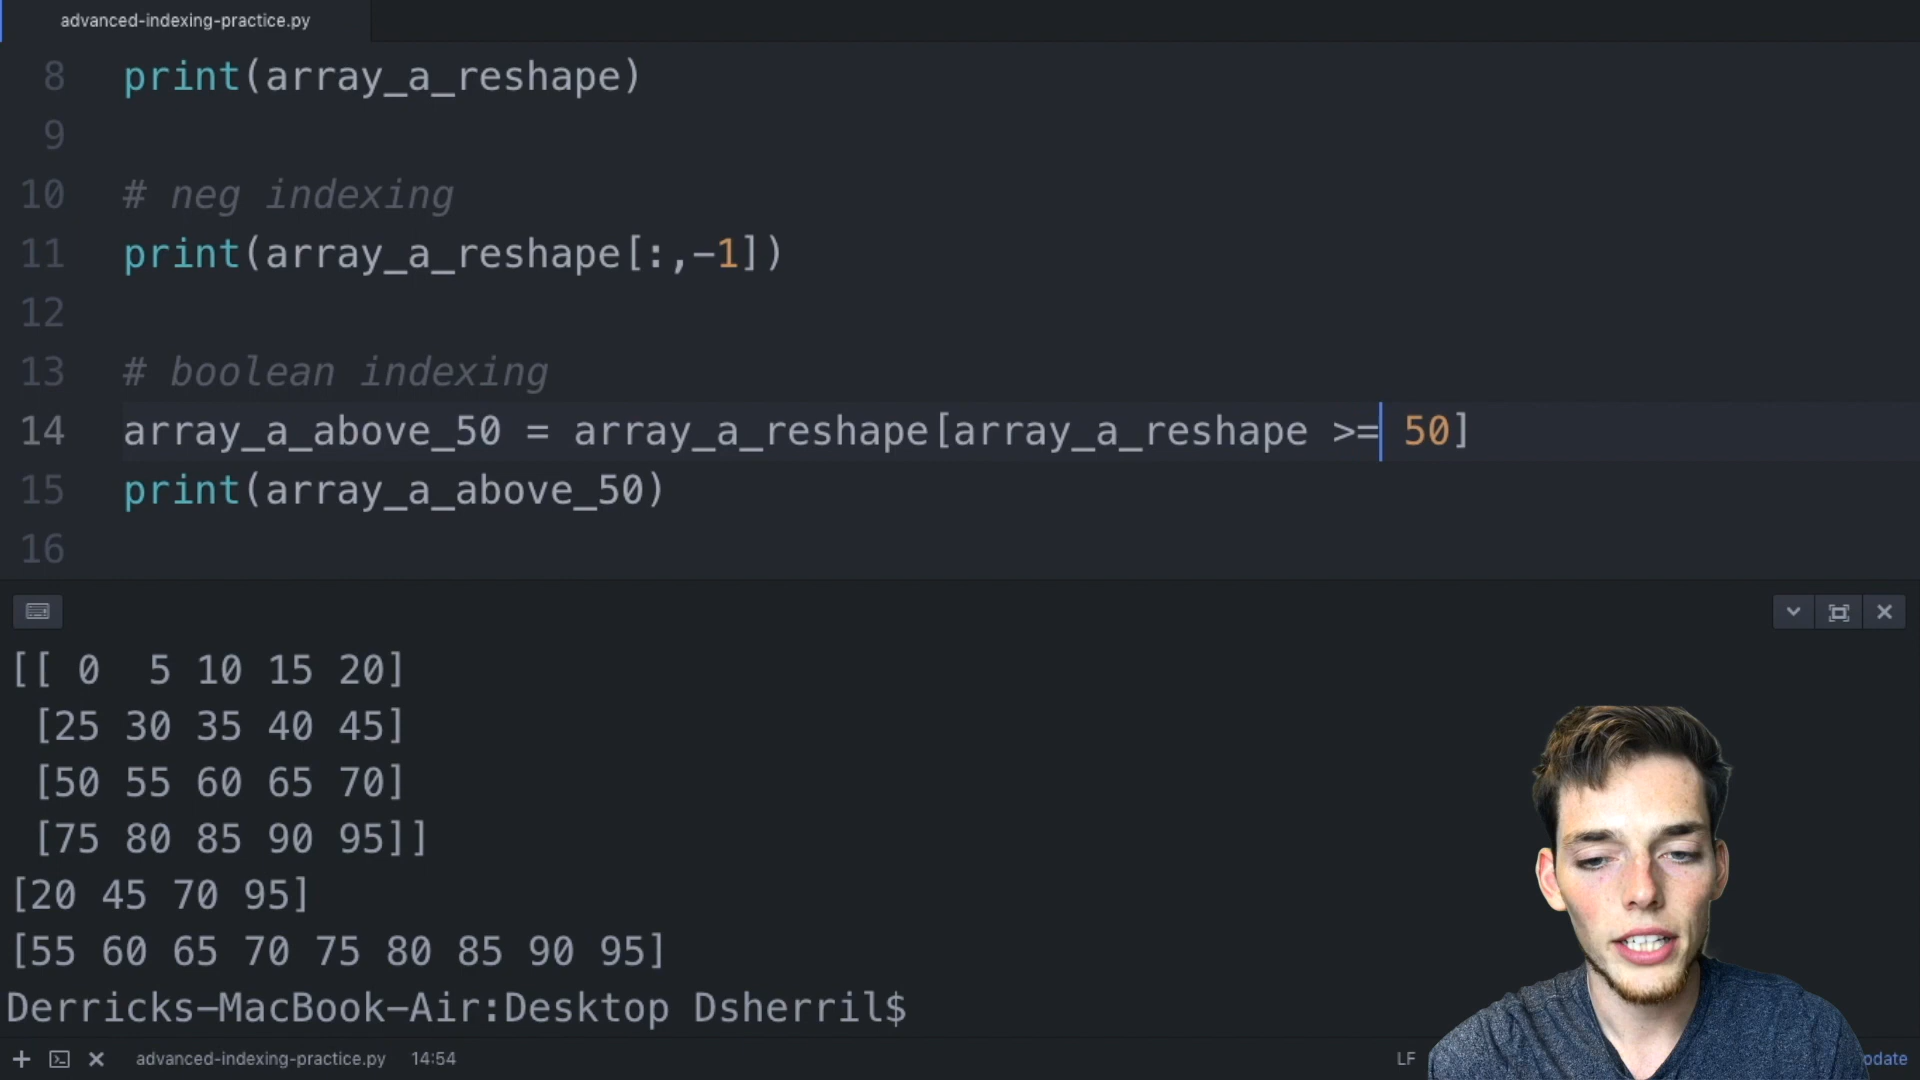 advanced-indexing-practice.py
8 print(array_a_reshape)
9
10 # neg indexing
11 print(array_a_reshape[:,-1])
12
13 # boolean indexing
14 array_a_above_50 = array_a_reshape[array_a_reshape >= 50]
15 print(array_a_above_50)
16
[[ 0  5 10 15 20]
 [25 30 35 40 45]
 [50 55 60 65 70]
 [75 80 85 90 95]]
[20 45 70 95]
[55 60 65 70 75 80 85 90 95]
Derricks-MacBook-Air:Desktop Dsherril$
advanced-indexing-practice.py 14:54 LF